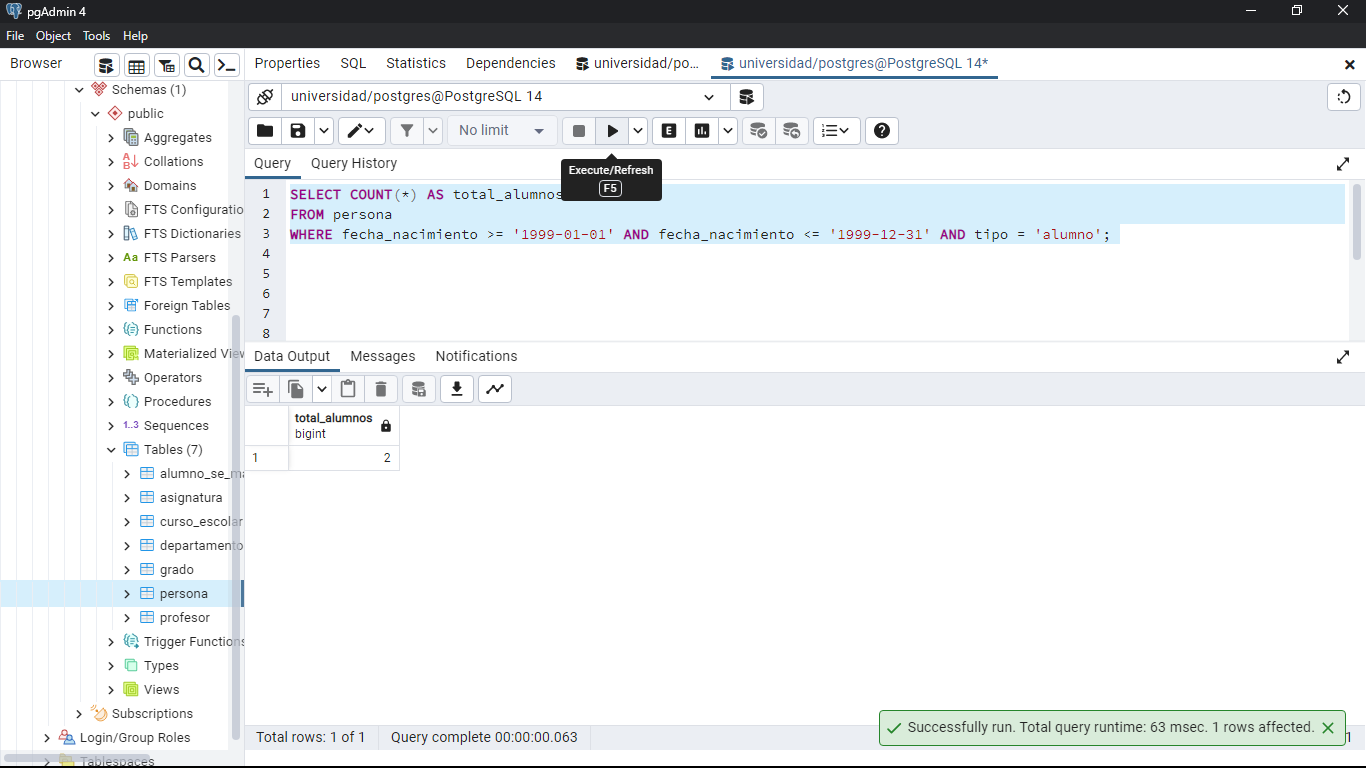 pgAdmin 4
File Object Tools Help
Browser
Properties SQL Statistics Dependencies universidad/po... universidad/postgres@PostgreSQL 14*
Schemas (1)
public
Aggregates
Collations
Domains
FTS Configuratio
FTS Dictionaries
FTS Parsers
FTS Templates
Foreign Tables
Functions
Materialized View
Operators
Procedures
1..3 Sequences
Tables (7)
alumno_se_ma
asignatura
curso_escolar
departamento
grado
persona
profesor
Trigger Functions
Types
Views
Subscriptions
Login/Group Roles
Tablespaces
universidad/postgres@PostgreSQL 14
No limit
E
Execute/Refresh
F5
Query Query History
1 SELECT COUNT(*) AS total_alumnos
2 FROM persona
3 WHERE fecha_nacimiento >= '1999-01-01' AND fecha_nacimiento <= '1999-12-31' AND tipo = 'alumno';
4
5
6
7
8
Data Output Messages Notifications
total_alumnos
bigint
1 2
Total rows: 1 of 1 Query complete 00:00:00.063
Successfully run. Total query runtime: 63 msec. 1 rows affected.
1